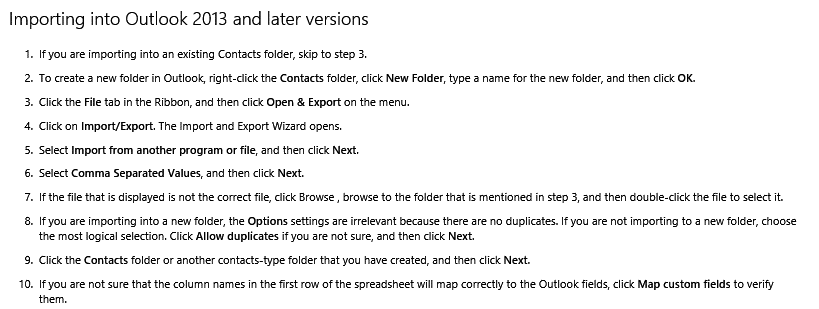 Importing into Outlook 2013 and later versions
1. If you are importing into an existing Contacts folder, skip to step 3.
2. To create a new folder in Outlook, right-click the Contacts folder, click New Folder, type a name for the new folder, and then click OK.
3. Click the File tab in the Ribbon, and then click Open & Export on the menu.
4. Click on Import/Export. The Import and Export Wizard opens.
5. Select Import from another program or file, and then click Next.
6. Select Comma Separated Values, and then click Next.
7. If the file that is displayed is not the correct file, click Browse , browse to the folder that is mentioned in step 3, and then double-click the file to select it.
8. If you are importing into a new folder, the Options settings are irrelevant because there are no duplicates. If you are not importing to a new folder, choose
the most logical selection. Click Allow duplicates if you are not sure, and then click Next.
9. Click the Contacts folder or another contacts-type folder that you have created, and then click Next.
10. If you are not sure that the column names in the first row of the spreadsheet will map correctly to the Outlook fields, click Map custom fields to verify
them.